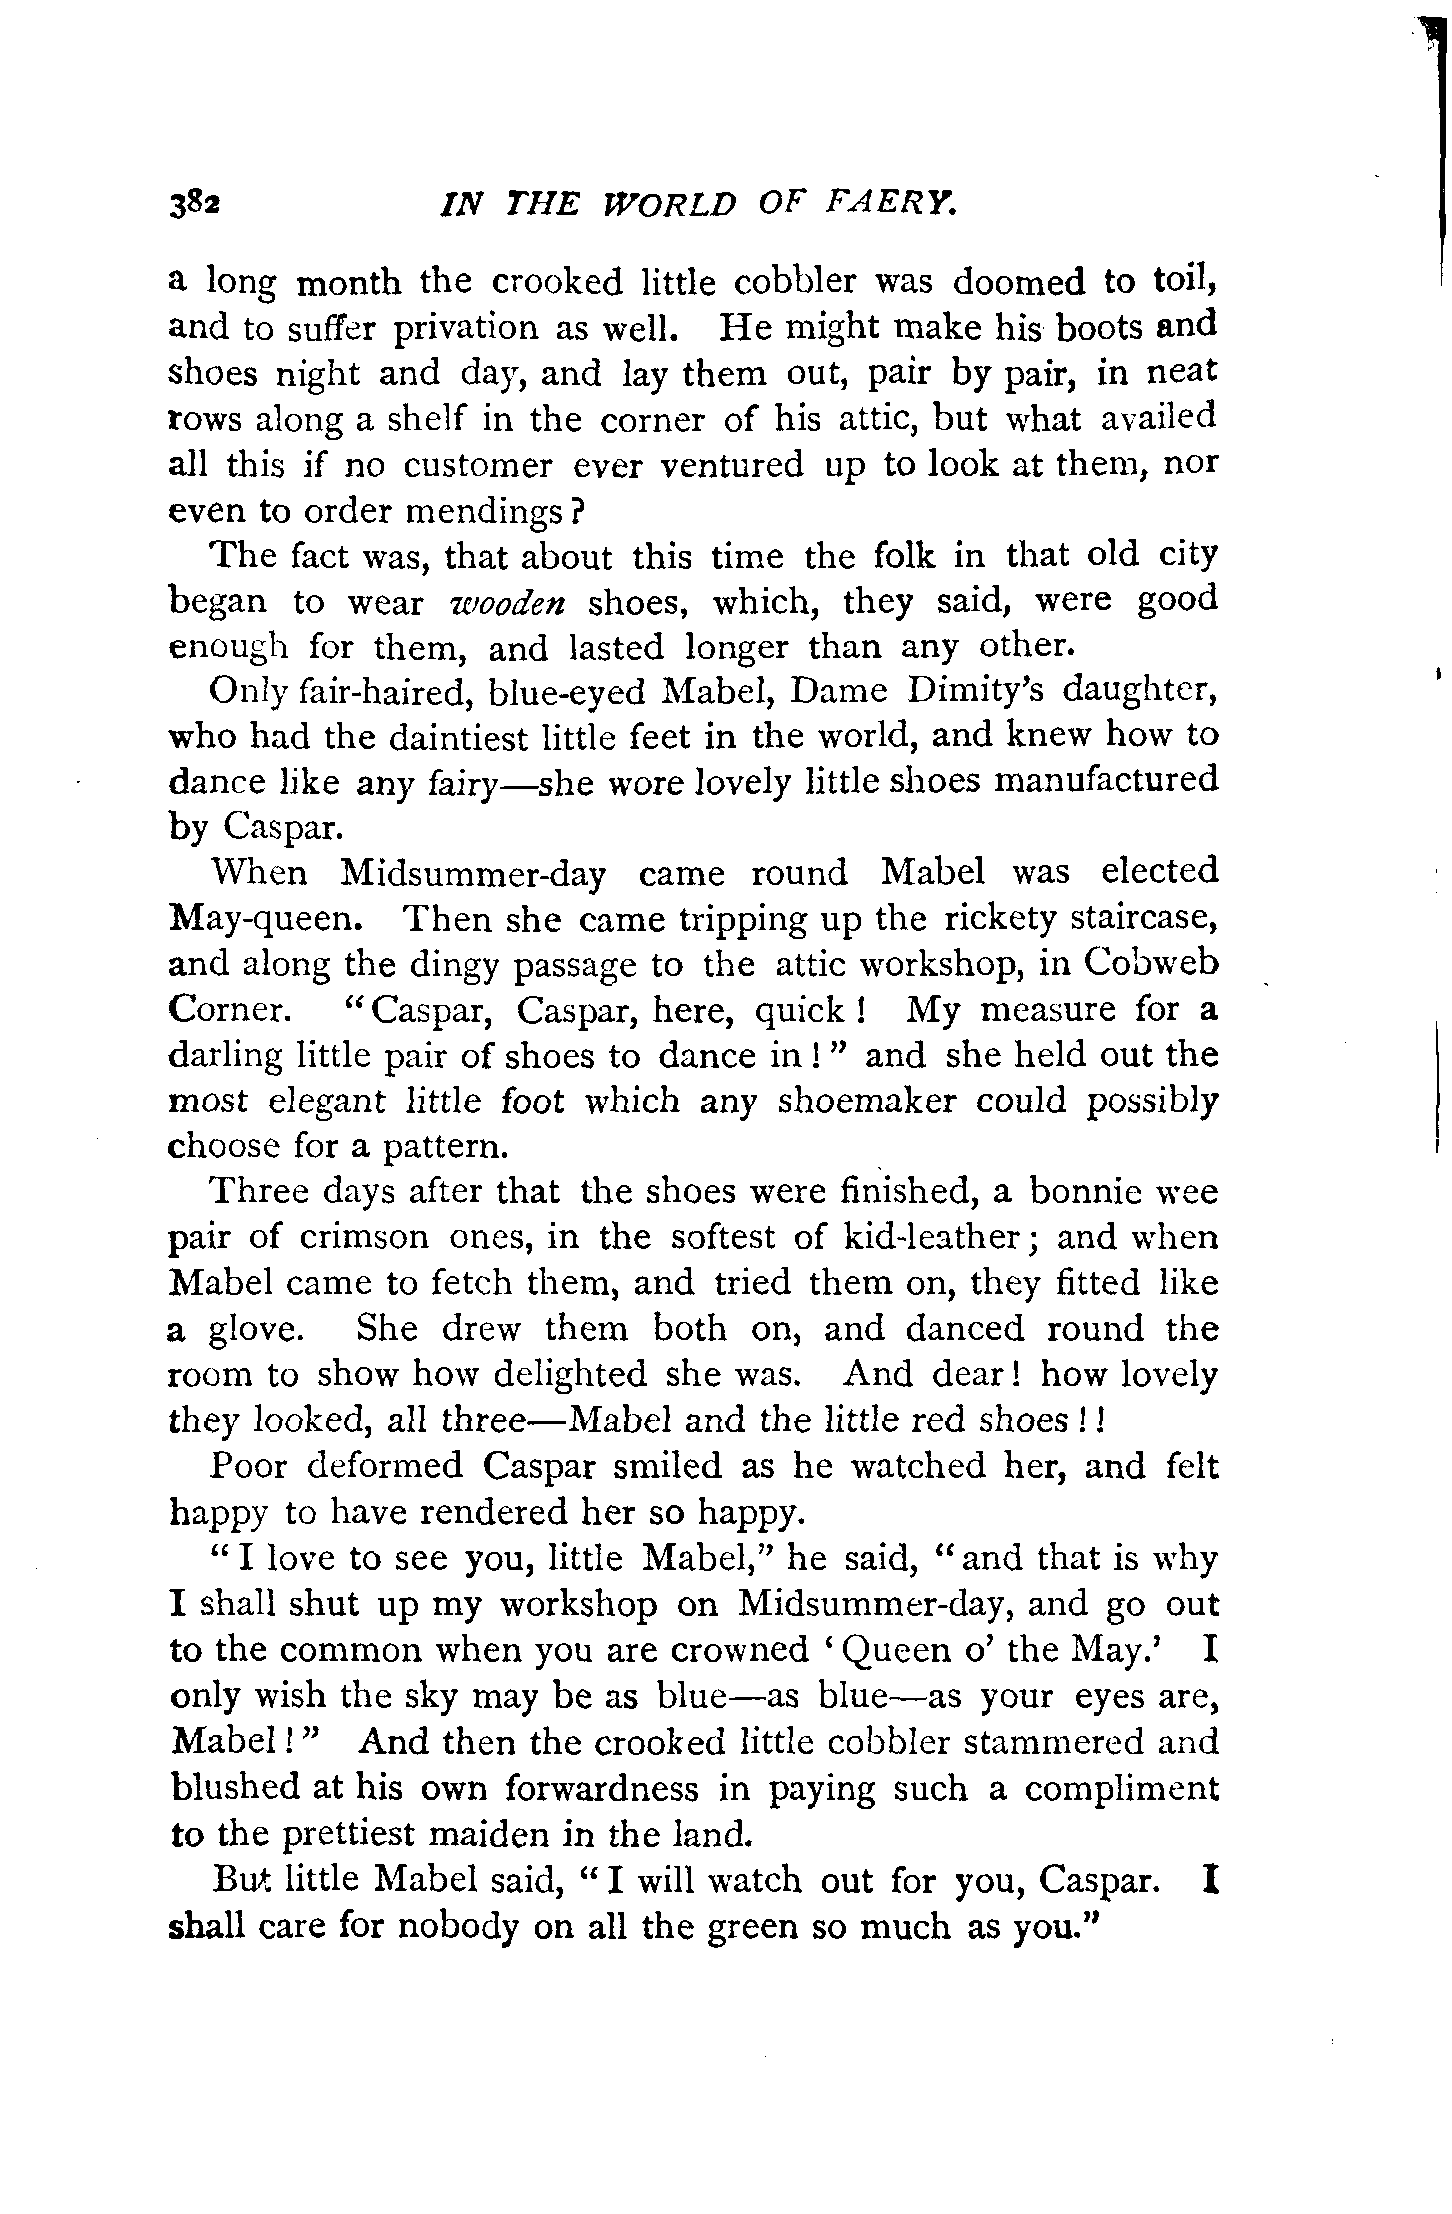 382 IN THE WORLD OF FAERY.
a long month the crooked little cobbler was doomed to toil,
and to suffer privation as well. He might make his boots and
shoes night and day, and lay them out, pair by pair, in neat
rows along a shelf in the corner of his attic, but what availed
all this if no customer ever ventured up to look at them, nor
even to order mendings?
The fact was, that about this time the folk in that old city
began to wear wooden shoes, which, they said, were good
enough for them, and lasted longer than any other.
Only fair-haired, blue-eyed Mabel, Dame Dimity's daughter,
who had the daintiest little feet in the world, and knew how to
dance like any fairy—she wore lovely little shoes manufactured
by Caspar.
When Midsummer-day came round Mabel was elected
May-queen. Then she came tripping up the rickety staircase,
and along the dingy passage to the attic workshop, in Cobweb
Corner. "Caspar, Caspar, here, quick! My measure for a
darling little pair of shoes to dance in!" and she held out the
most elegant little foot which any shoemaker could possibly
choose for a pattern.
Three days after that the shoes were finished, a bonnie wee
pair of crimson ones, in the softest of kid-leather; and when
Mabel came to fetch them, and tried them on, they fitted like
a glove. She drew them both on, and danced round the
room to show how delighted she was. And dear! how lovely
they looked, all three—Mabel and the little red shoes!!
Poor deformed Caspar smiled as he watched her, and felt
happy to have rendered her so happy.
"I love to see you, little Mabel," he said, "and that is why
I shall shut up my workshop on Midsummer-day, and go out
to the common when you are crowned 'Queen o' the May.' I
only wish the sky may be as blue—as blue—as your eyes are,
Mabel!" And then the crooked little cobbler stammered and
blushed at his own forwardness in paying such a compliment
to the prettiest maiden in the land.
But little Mabel said, "I will watch out for you, Caspar. I
shall care for nobody on all the green so much as you."